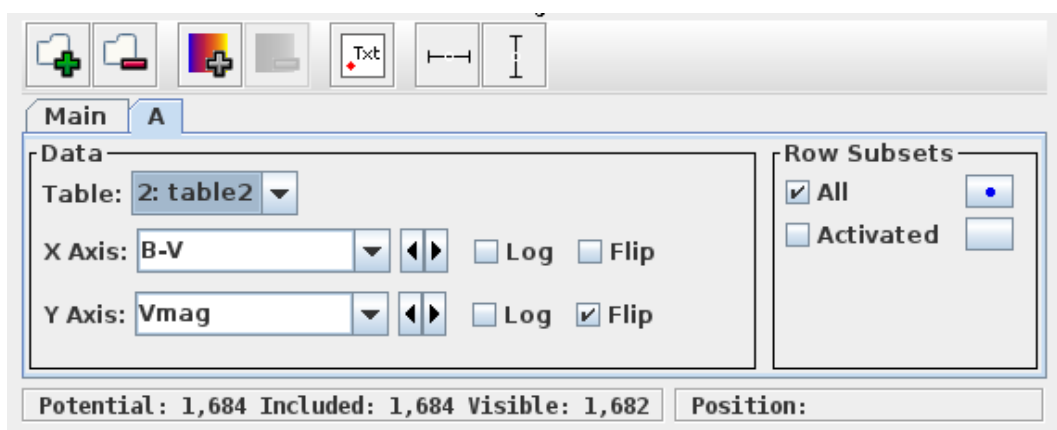 Txt
Main A
Data
Table: 2: table2
X Axis: B-V Log Flip
Y Axis: Vmag Log Flip
Row Subsets
All
Activated
Potential: 1,684 Included: 1,684 Visible: 1,682 Position: